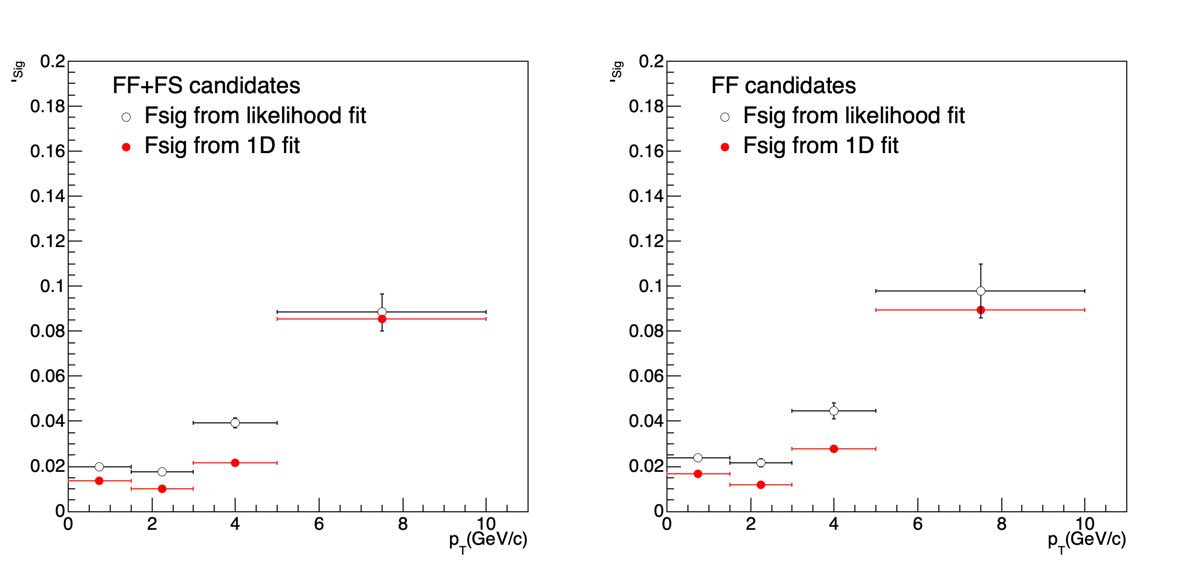 0.2
0.18
0.16
0.14
0.12
0.1
0.08
0.06
0.04
0.02
0
Sig
FF+FS candidates
Fsig from likelihood fit
Fsig from 1D fit
0 2 4 6 8 10
pT(GeV/c)
0.2
0.18
0.16
0.14
0.12
0.1
0.08
0.06
0.04
0.02
0
Sig
FF candidates
Fsig from likelihood fit
Fsig from 1D fit
0 2 4 6 8 10
pT(GeV/c)